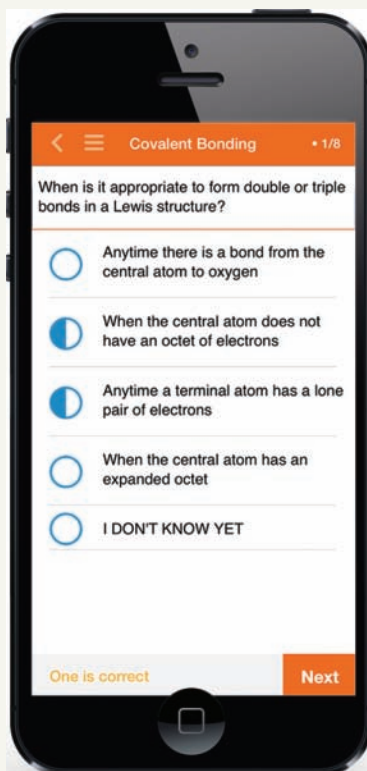 Covalent Bonding • 1/8
When is it appropriate to form double or triple
bonds in a Lewis structure?
Anytime there is a bond from the
central atom to oxygen
When the central atom does not
have an octet of electrons
Anytime a terminal atom has a lone
pair of electrons
When the central atom has an
expanded octet
I DON'T KNOW YET
One is correct Next